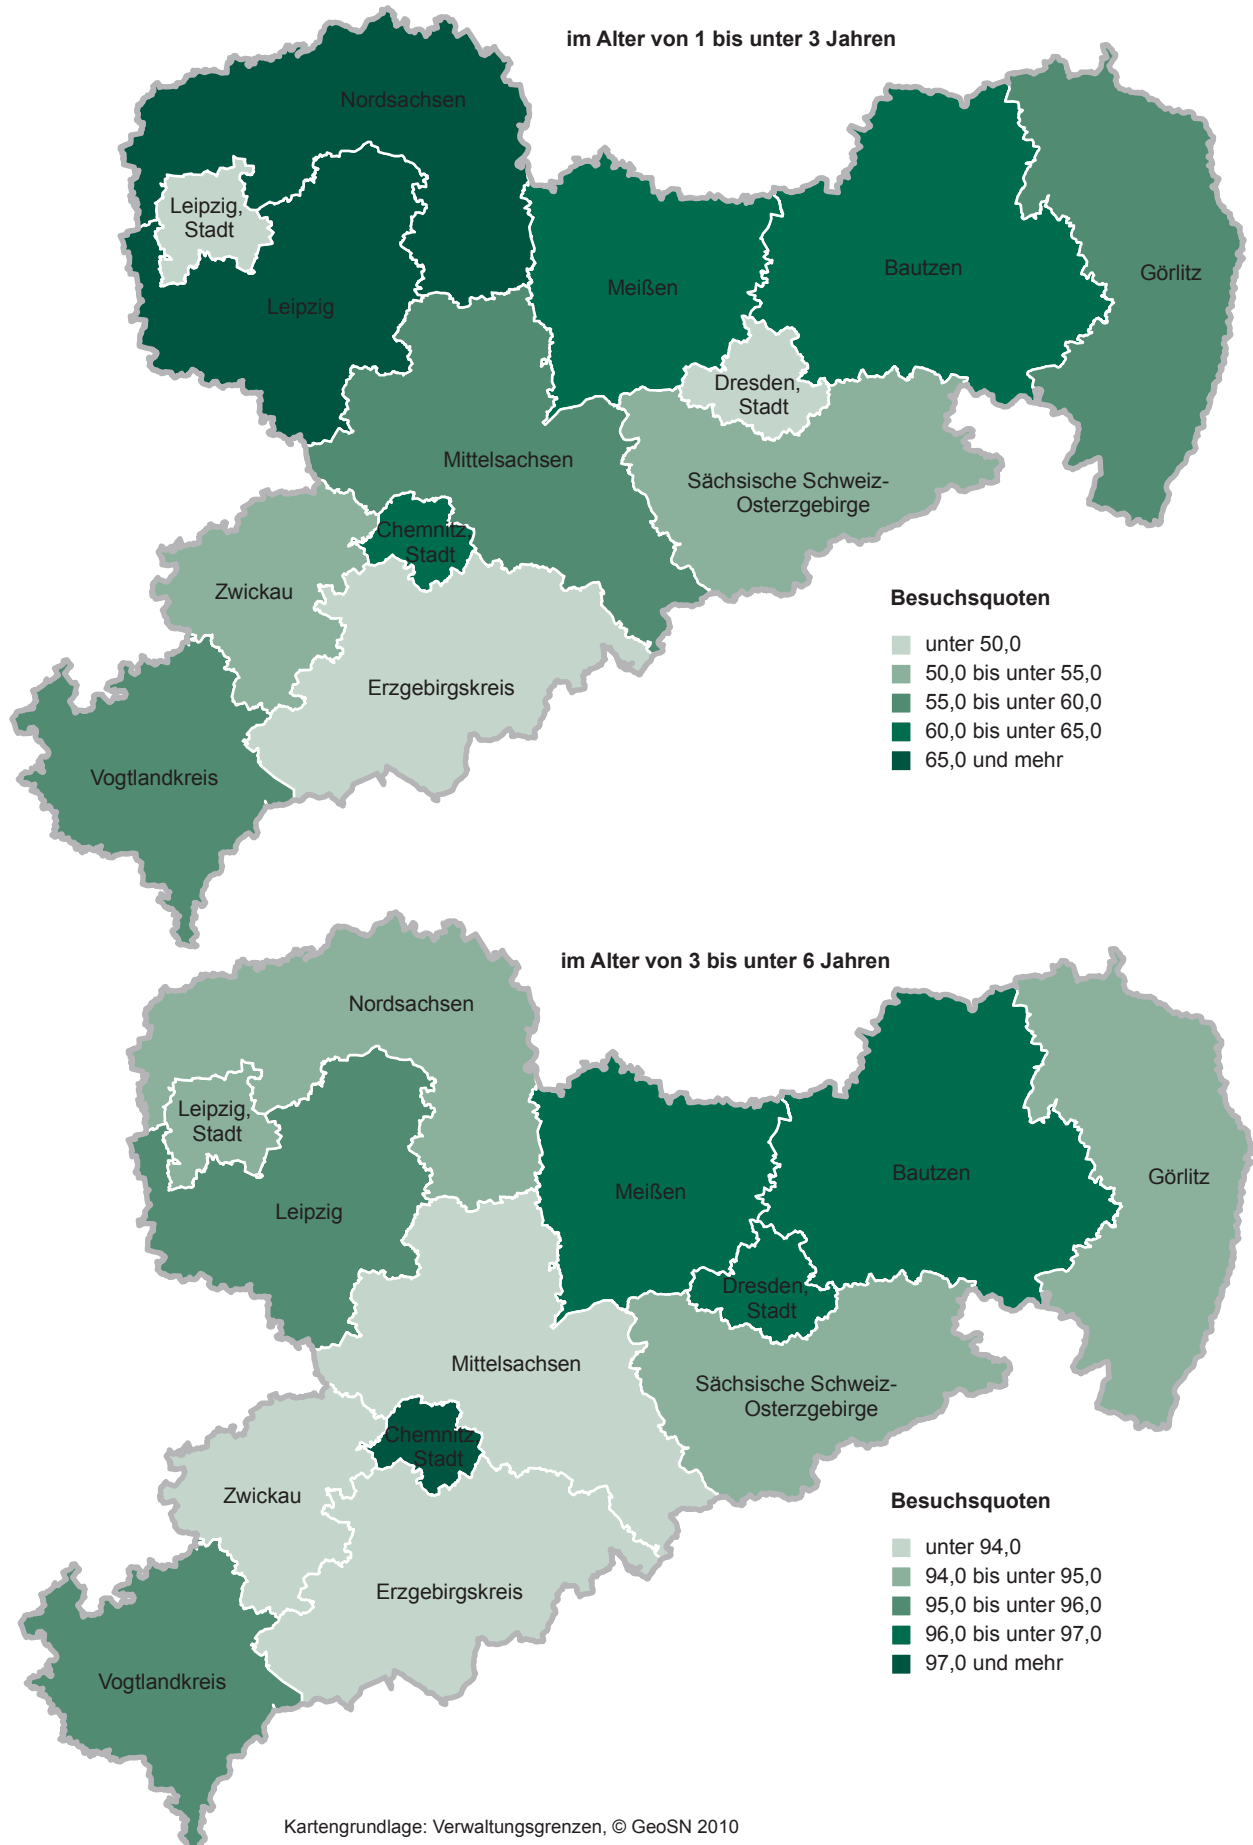 im Alter von 1 bis unter 3 Jahren
Nordsachsen
Leipzig,
Stadt
Leipzig
Meißen
Bautzen
Görlitz
Dresden,
Stadt
Mittelsachsen
Sächsische Schweiz-
Osterzgebirge
Chemnitz,
Stadt
Zwickau
Erzgebirgskreis
Vogtlandkreis
Besuchsquoten
unter 50,0
50,0 bis unter 55,0
55,0 bis unter 60,0
60,0 bis unter 65,0
65,0 und mehr
im Alter von 3 bis unter 6 Jahren
Nordsachsen
Leipzig,
Stadt
Leipzig
Meißen
Bautzen
Görlitz
Dresden,
Stadt
Mittelsachsen
Sächsische Schweiz-
Osterzgebirge
Chemnitz,
Stadt
Zwickau
Erzgebirgskreis
Vogtlandkreis
Besuchsquoten
unter 94,0
94,0 bis unter 95,0
95,0 bis unter 96,0
96,0 bis unter 97,0
97,0 und mehr
Kartengrundlage: Verwaltungsgrenzen, © GeoSN 2010